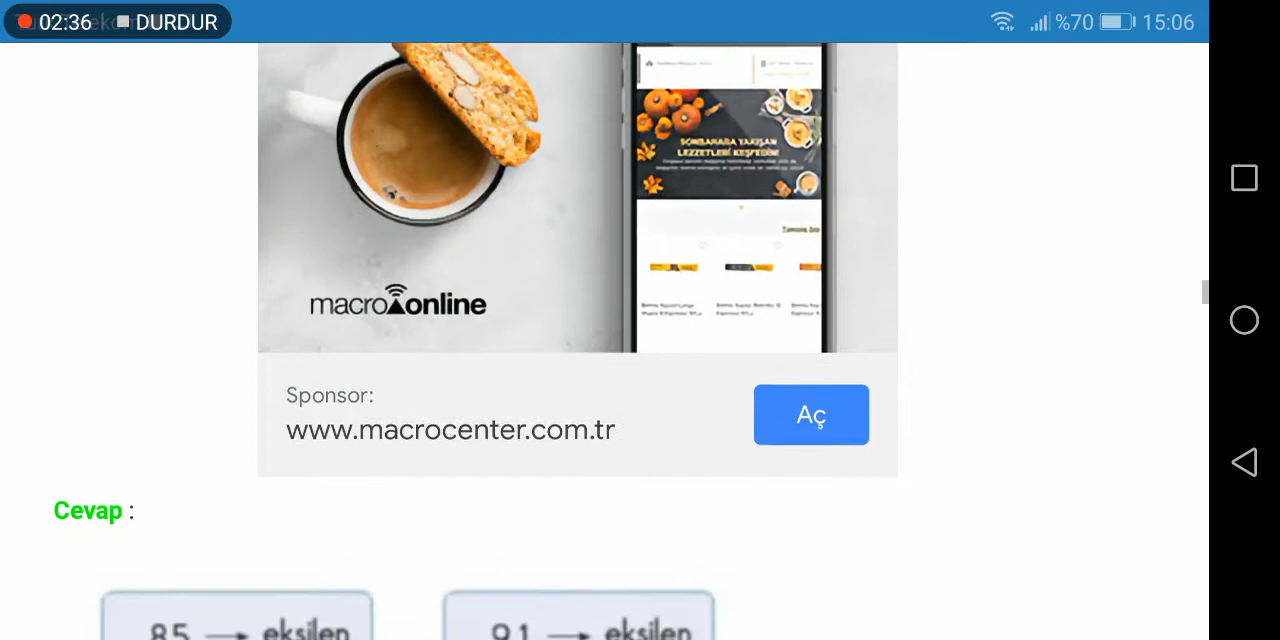 02:36 DURDUR
%70 15:06
SONBAHARA YAKIŞAN
LEZZETLERİ KEŞFEDİN!
macroonline
Sponsor:
www.macrocenter.com.tr
Aç
Cevap :
85 → eksilen
91 → eksilen